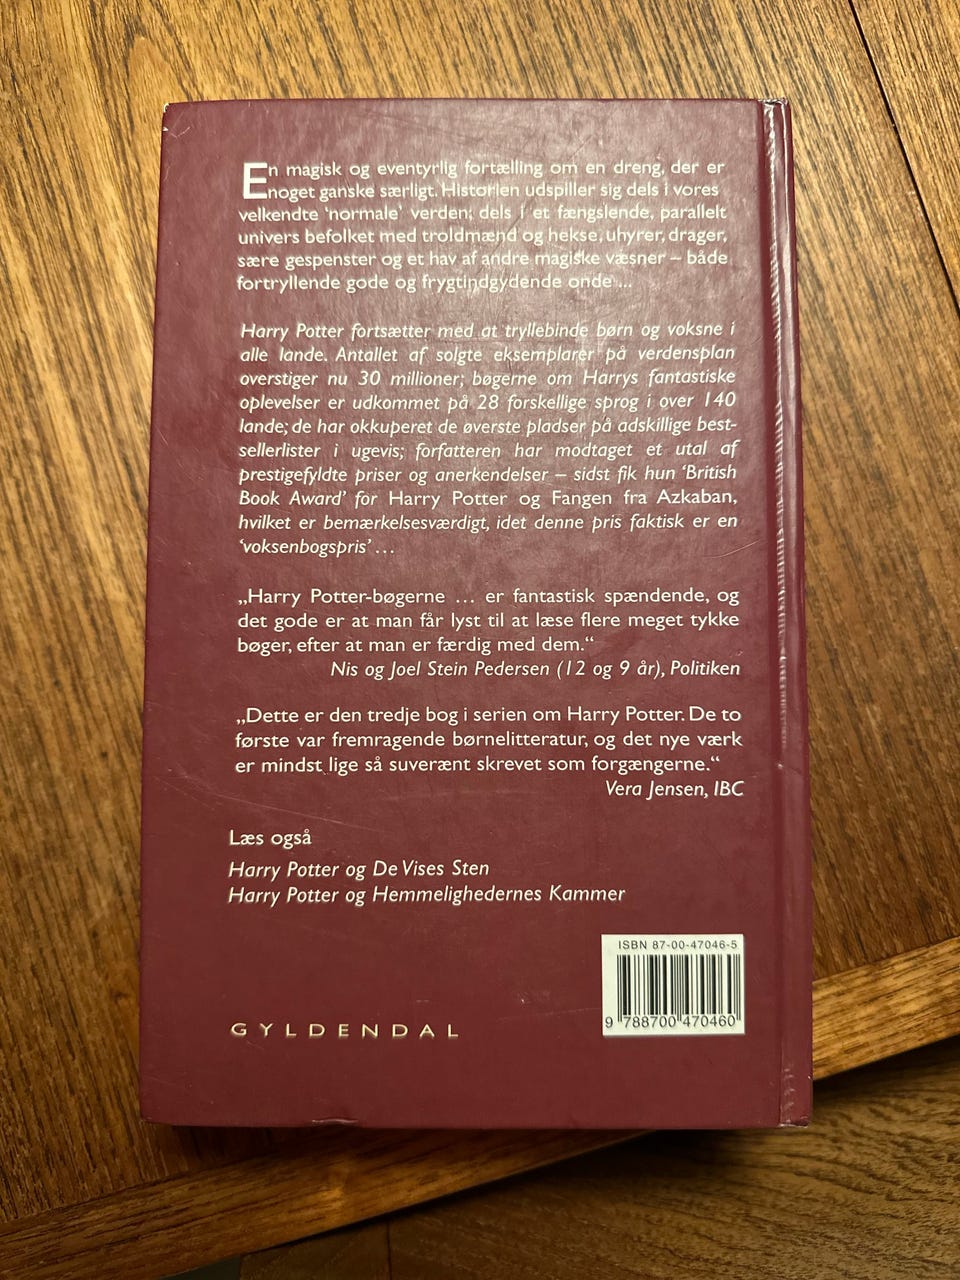 En magisk og eventyrlig fortælling om en dreng, der er
noget ganske særligt. Historien udspiller sig dels i vores
velkendte ‘normale’ verden; dels i et fængslende, parallelt
univers befolket med troldmænd og hekse, uhyrer, drager,
sære gespenster og et hav af andre magiske væsner – både
fortryllende gode og frygtindgydende onde ...
Harry Potter fortsætter med at tryllebinde børn og voksne i
alle lande. Antallet af solgte eksemplarer på verdensplan
overstiger nu 30 millioner; bøgerne om Harrys fantastiske
oplevelser er udkommet på 28 forskellige sprog i over 140
lande; de har okkuperet de øverste pladser på adskillige best-
sellerlister i ugevis; forfatteren har modtaget et utal af
prestigefyldte priser og anerkendelser – sidst fik hun ‘British
Book Award’ for Harry Potter og Fangen fra Azkaban,
hvilket er bemærkelsesværdigt, idet denne pris faktisk er en
‘voksenbogspris’ ...
„Harry Potter-bøgerne ... er fantastisk spændende, og
det gode er at man får lyst til at læse flere meget tykke
bøger, efter at man er færdig med dem.“
Nis og Joel Stein Pedersen (12 og 9 år), Politiken
„Dette er den tredje bog i serien om Harry Potter. De to
første var fremragende børnelitteratur, og det nye værk
er mindst lige så suverænt skrevet som forgængerne.“
Vera Jensen, IBC
Læs også
Harry Potter og De Vises Sten
Harry Potter og Hemmelighedernes Kammer
ISBN 87-00-47046-5
9 788700 470460
GYLDENDAL